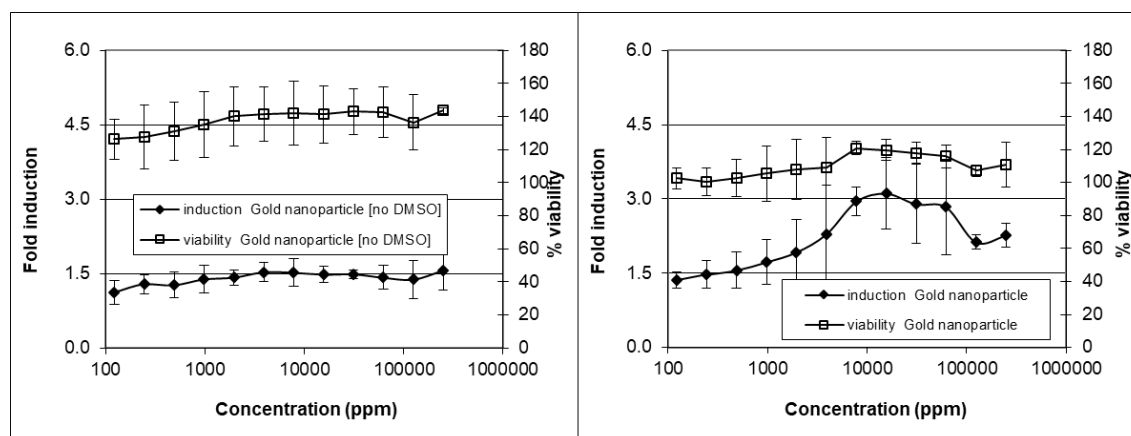 6.0
4.5
3.0
1.5
0.0
Fold induction
180
160
140
120
100
80
60
40
20
0
% viability
induction Gold nanoparticle [no DMSO]
viability Gold nanoparticle [no DMSO]
100 1000 10000 100000 1000000
Concentration (ppm)
6.0
4.5
3.0
1.5
0.0
Fold induction
180
160
140
120
100
80
60
40
20
0
% viability
induction Gold nanoparticle
viability Gold nanoparticle
100 1000 10000 100000 1000000
Concentration (ppm)